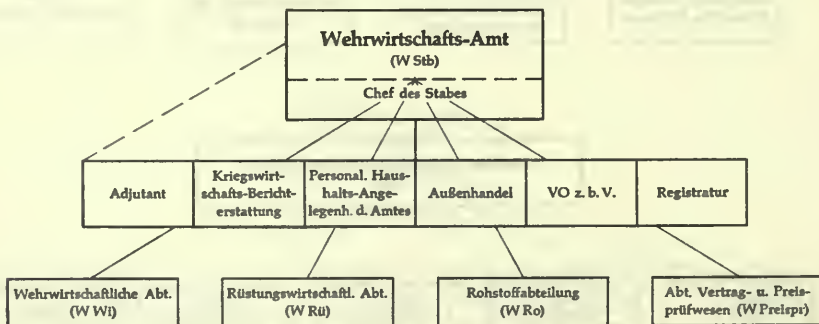 Wehrwirtschafts-Amt
(W Stb)
Chef des Stabes
Adjutant
Kriegswirt-
schafts-Bericht-
erstattung
Personal. Haus-
halts-Ange-
legenh. d. Amtes
Außenhandel
VO z. b. V.
Registratur
Wehrwirtschaftliche Abt.
(W Wi)
Rüstungswirtschaftl. Abt.
(W Rü)
Rohstoffabteilung
(W Ro)
Abt. Vertrag- u. Preis-
prüfwesen (W Preispr)